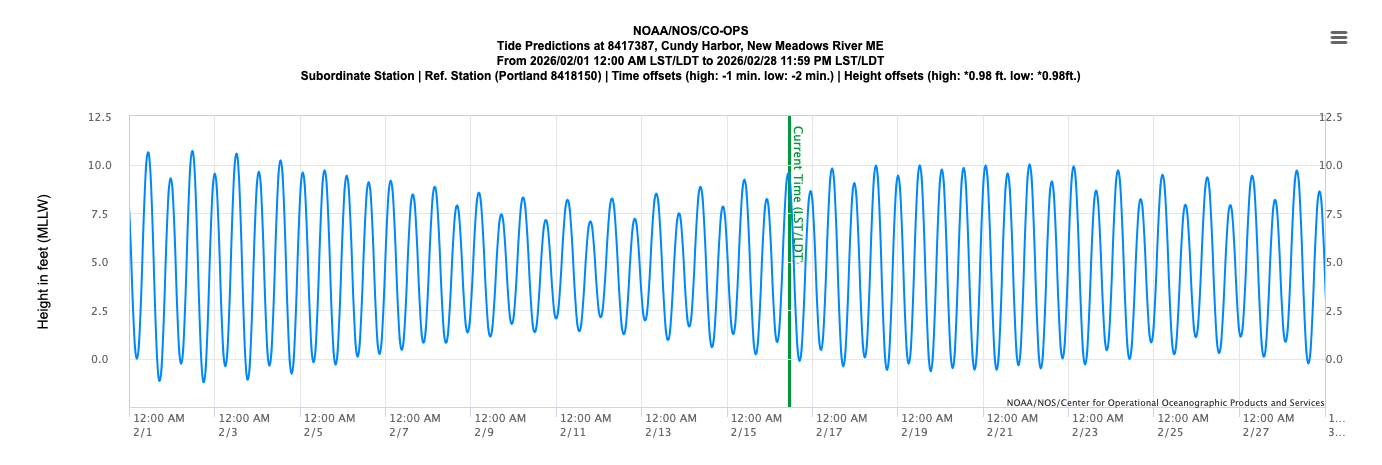 NOAA/NOS/CO-OPS
Tide Predictions at 8417387, Cundy Harbor, New Meadows River ME
From 2026/02/01 12:00 AM LST/LDT to 2026/02/28 11:59 PM LST/LDT
Subordinate Station | Ref. Station (Portland 8418150) | Time offsets (high: -1 min. low: -2 min.) | Height offsets (high: *0.98 ft. low: *0.98ft.)
Height in feet (MLLW)
12.5 12.5
10.0 10.0
7.5 7.5
5.0 5.0
2.5 2.5
0.0 0.0
Current Time (LST/LDT)
NOAA/NOS/Center for Operational Oceanographic Products and Services
12:00 AM 12:00 AM 12:00 AM 12:00 AM 12:00 AM 12:00 AM 12:00 AM 12:00 AM 12:00 AM 12:00 AM 12:00 AM 12:00 AM 12:00 AM 12:00 AM 1...
2/1 2/3 2/5 2/7 2/9 2/11 2/13 2/15 2/17 2/19 2/21 2/23 2/25 2/27 3...